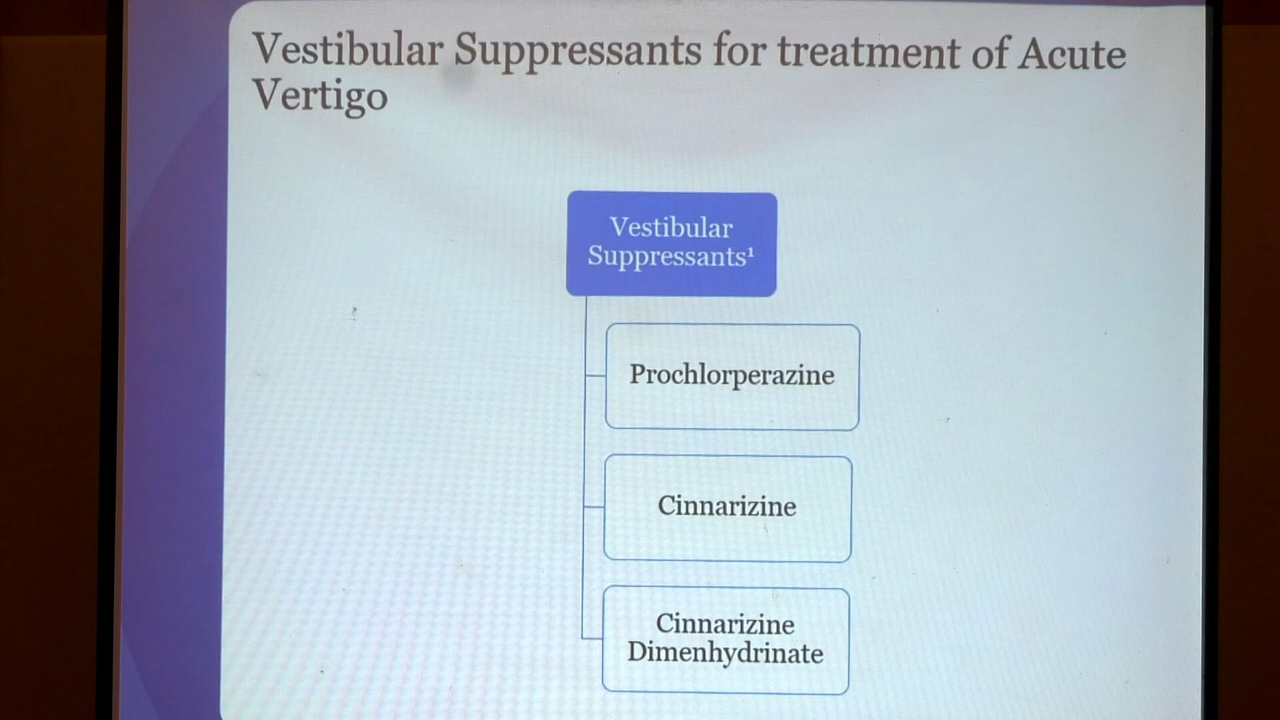 Vestibular Suppressants for treatment of Acute
Vertigo
Vestibular
Suppressants¹
Prochlorperazine
Cinnarizine
Cinnarizine
Dimenhydrinate